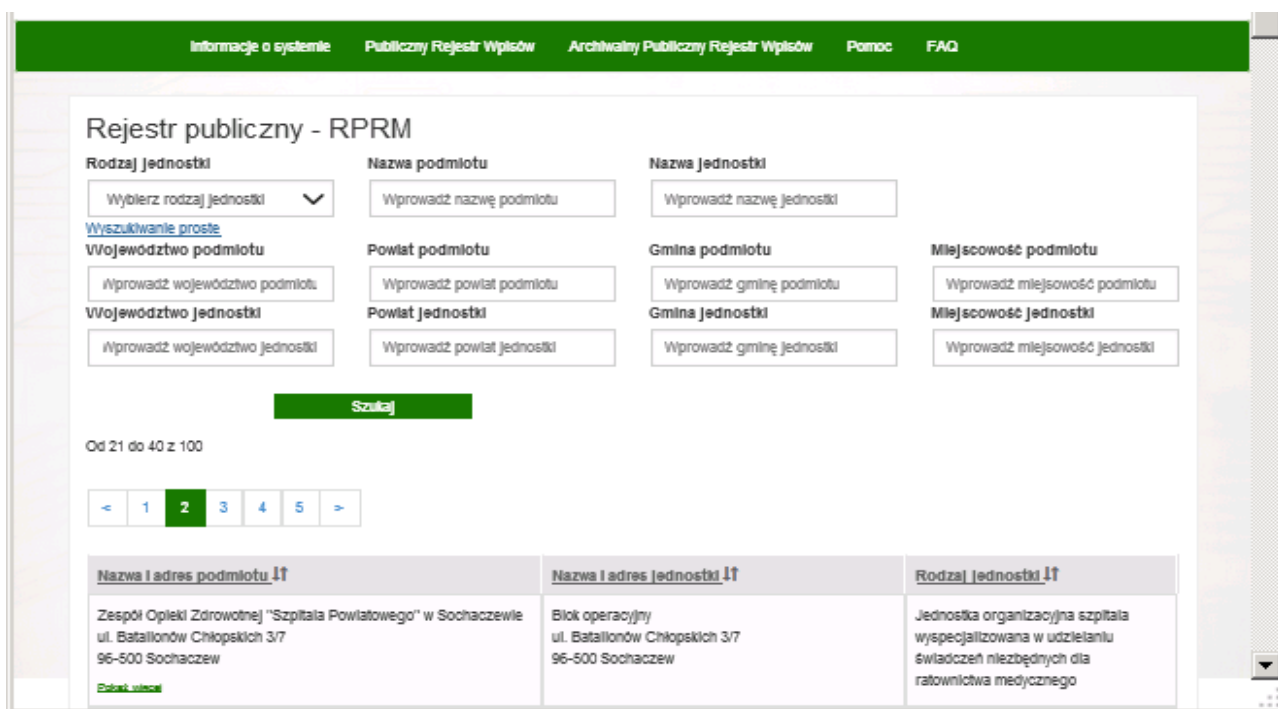 Informacje o systemie Publiczny Rejestr Wpisów Archiwalny Publiczny Rejestr Wpisów Pomoc FAQ
Rejestr publiczny - RPRM
Rodzaj jednostki Nazwa podmiotu Nazwa jednostki
Wybierz rodzaj jednostki Wprowadź nazwę podmiotu Wprowadź nazwę jednostki
Wyszukiwanie proste
Województwo podmiotu Powiat podmiotu Gmina podmiotu Miejscowość podmiotu
Wprowadź województwo podmiotu Wprowadź powiat podmiotu Wprowadź gminę podmiotu Wprowadź miejsowość podmiotu
Województwo jednostki Powiat jednostki Gmina jednostki Miejscowość jednostki
Wprowadź województwo jednostki Wprowadź powiat jednostki Wprowadź gminę jednostki Wprowadź miejsowość jednostki
Szukaj
Od 21 do 40 z 100
< 1 2 3 4 5 >
Nazwa i adres podmiotu Nazwa i adres jednostki Rodzaj jednostki
Zespół Opieki Zdrowotnej "Szpitala Powiatowego" w Sochaczewie
ul. Batalionów Chłopskich 3/7
96-500 Sochaczew
Pokaż więcej
Blok operacyjny
ul. Batalionów Chłopskich 3/7
96-500 Sochaczew
Jednostka organizacyjna szpitala
wyspecjalizowana w udzielaniu
świadczeń niezbędnych dla
ratownictwa medycznego